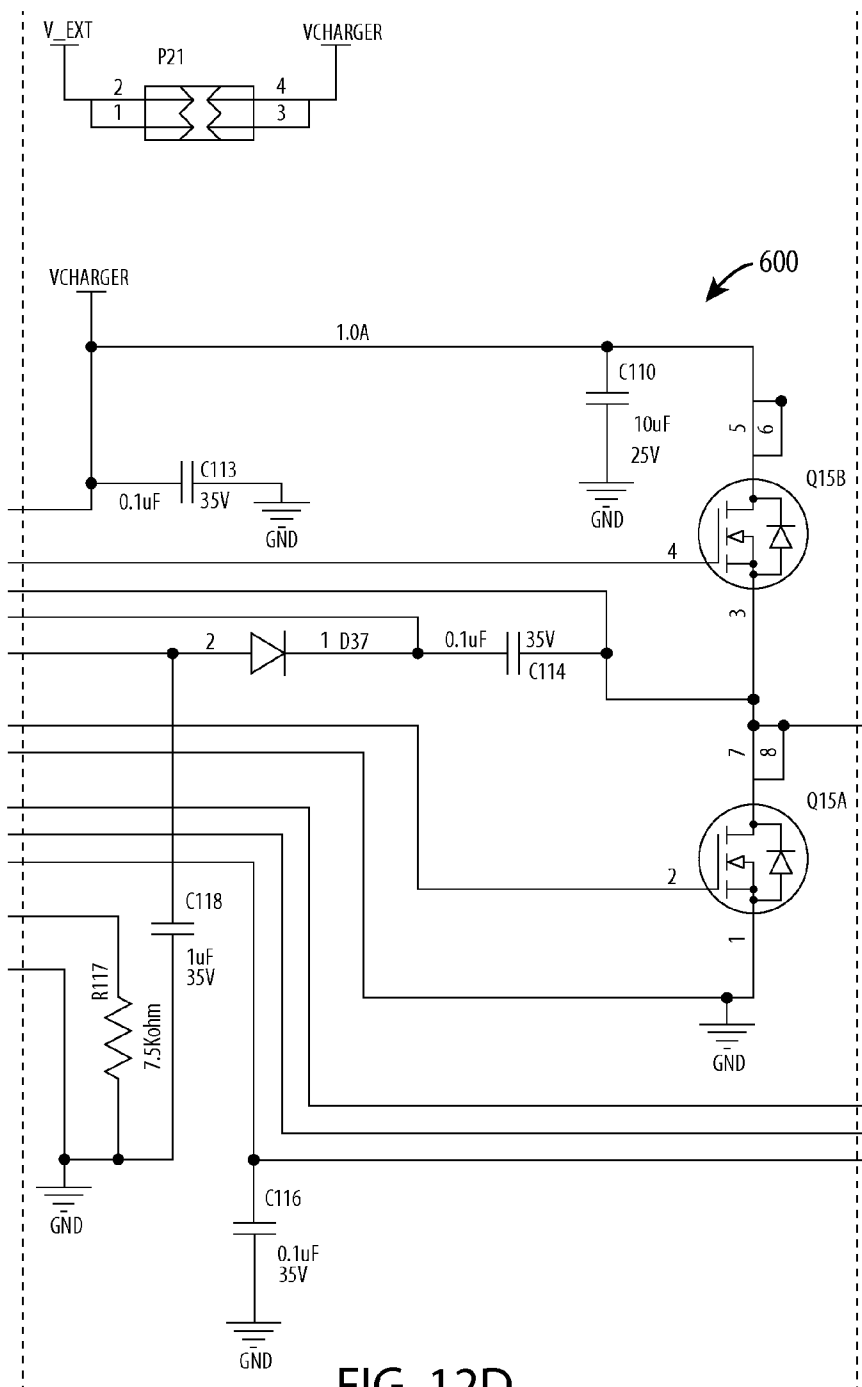 V_EXT
VCHARGER
P21
2
4
1
3
600
VCHARGER
1.0A
C110
10uF
25V
5
6
C113
0.1uF
35V
GND
GND
Q15B
4
3
2
1 D37
0.1uF
35V
C114
7
8
Q15A
2
C118
1uF
35V
1
R117
7.5Kohm
GND
GND
C116
0.1uF
35V
GND
FIG. 12D